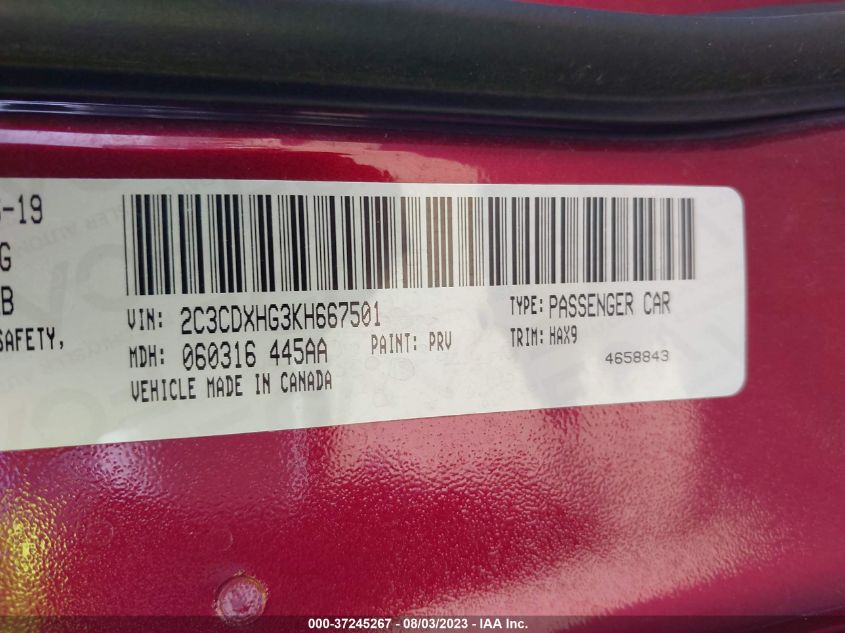 -19
G
B
SAFETY,
VIN: 2C3CDXHG3KH667501
TYPE: PASSENGER CAR
MDH: 060316 445AA
PAINT: PRV
TRIM: HAX9
4658843
VEHICLE MADE IN CANADA
000-37245267 - 08/03/2023 - IAA Inc.